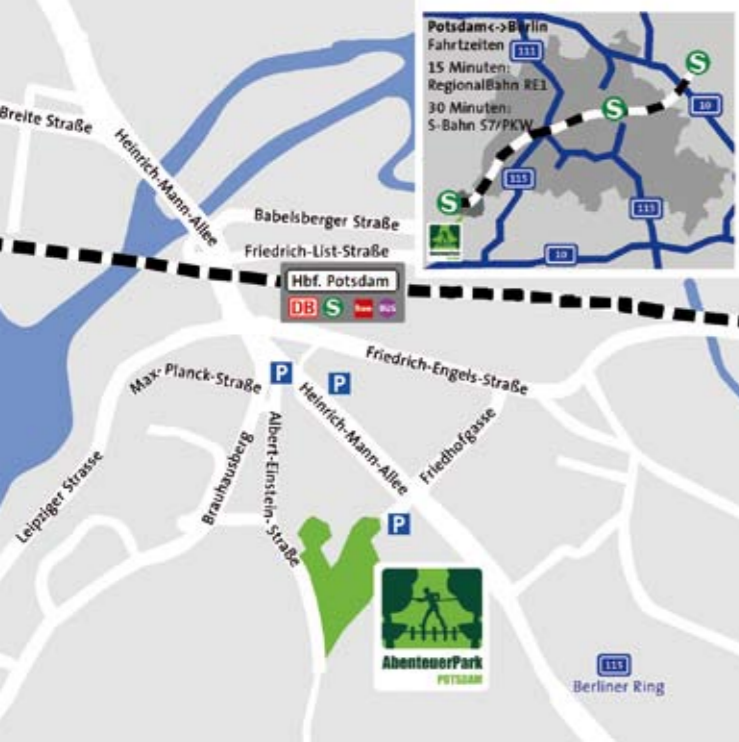 Potsdam<->Berlin
Fahrtzeiten
15 Minuten:
RegionalBahn RE1
30 Minuten:
S-Bahn S7/PKW
111
S
S
10
115
115
S
10
Breite Straße
Heinrich-Mann-Allee
Babelsberger Straße
Friedrich-List-Straße
Hbf. Potsdam
DB S Tram BUS
Max-Planck-Straße
P
P
Friedrich-Engels-Straße
Heinrich-Mann-Allee
Friedhofgasse
Albert-Einstein-Straße
Brauhausberg
Leipziger Strasse
P
AbenteuerPark
POTSDAM
115
Berliner Ring